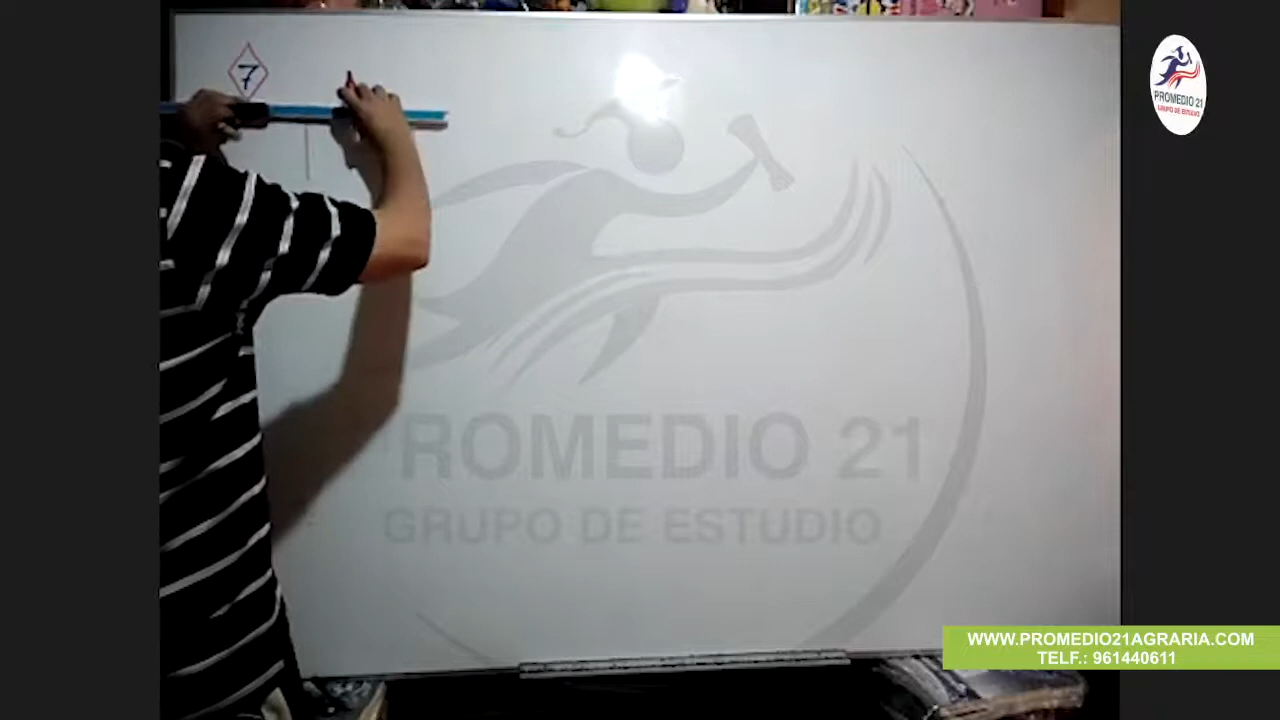 7
PROMEDIO 21
GRUPO DE ESTUDIO
PROMEDIO 21
GRUPO DE ESTUDIO
WWW.PROMEDIO21AGRARIA.COM
TELF.: 961440611